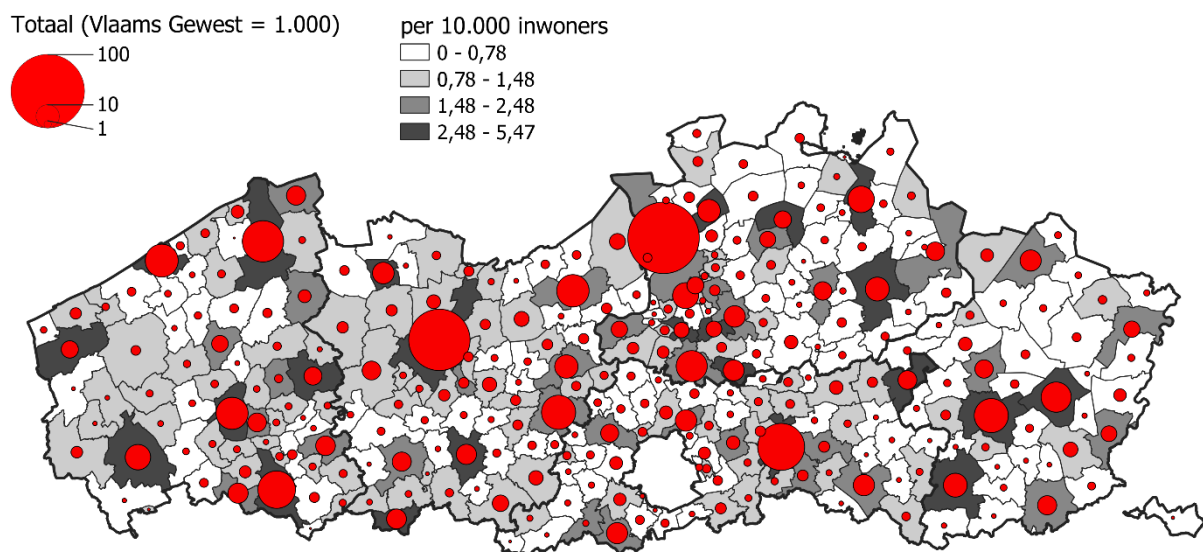 Totaal (Vlaams Gewest = 1.000)
100
10
1
per 10.000 inwoners
0 - 0,78
0,78 - 1,48
1,48 - 2,48
2,48 - 5,47